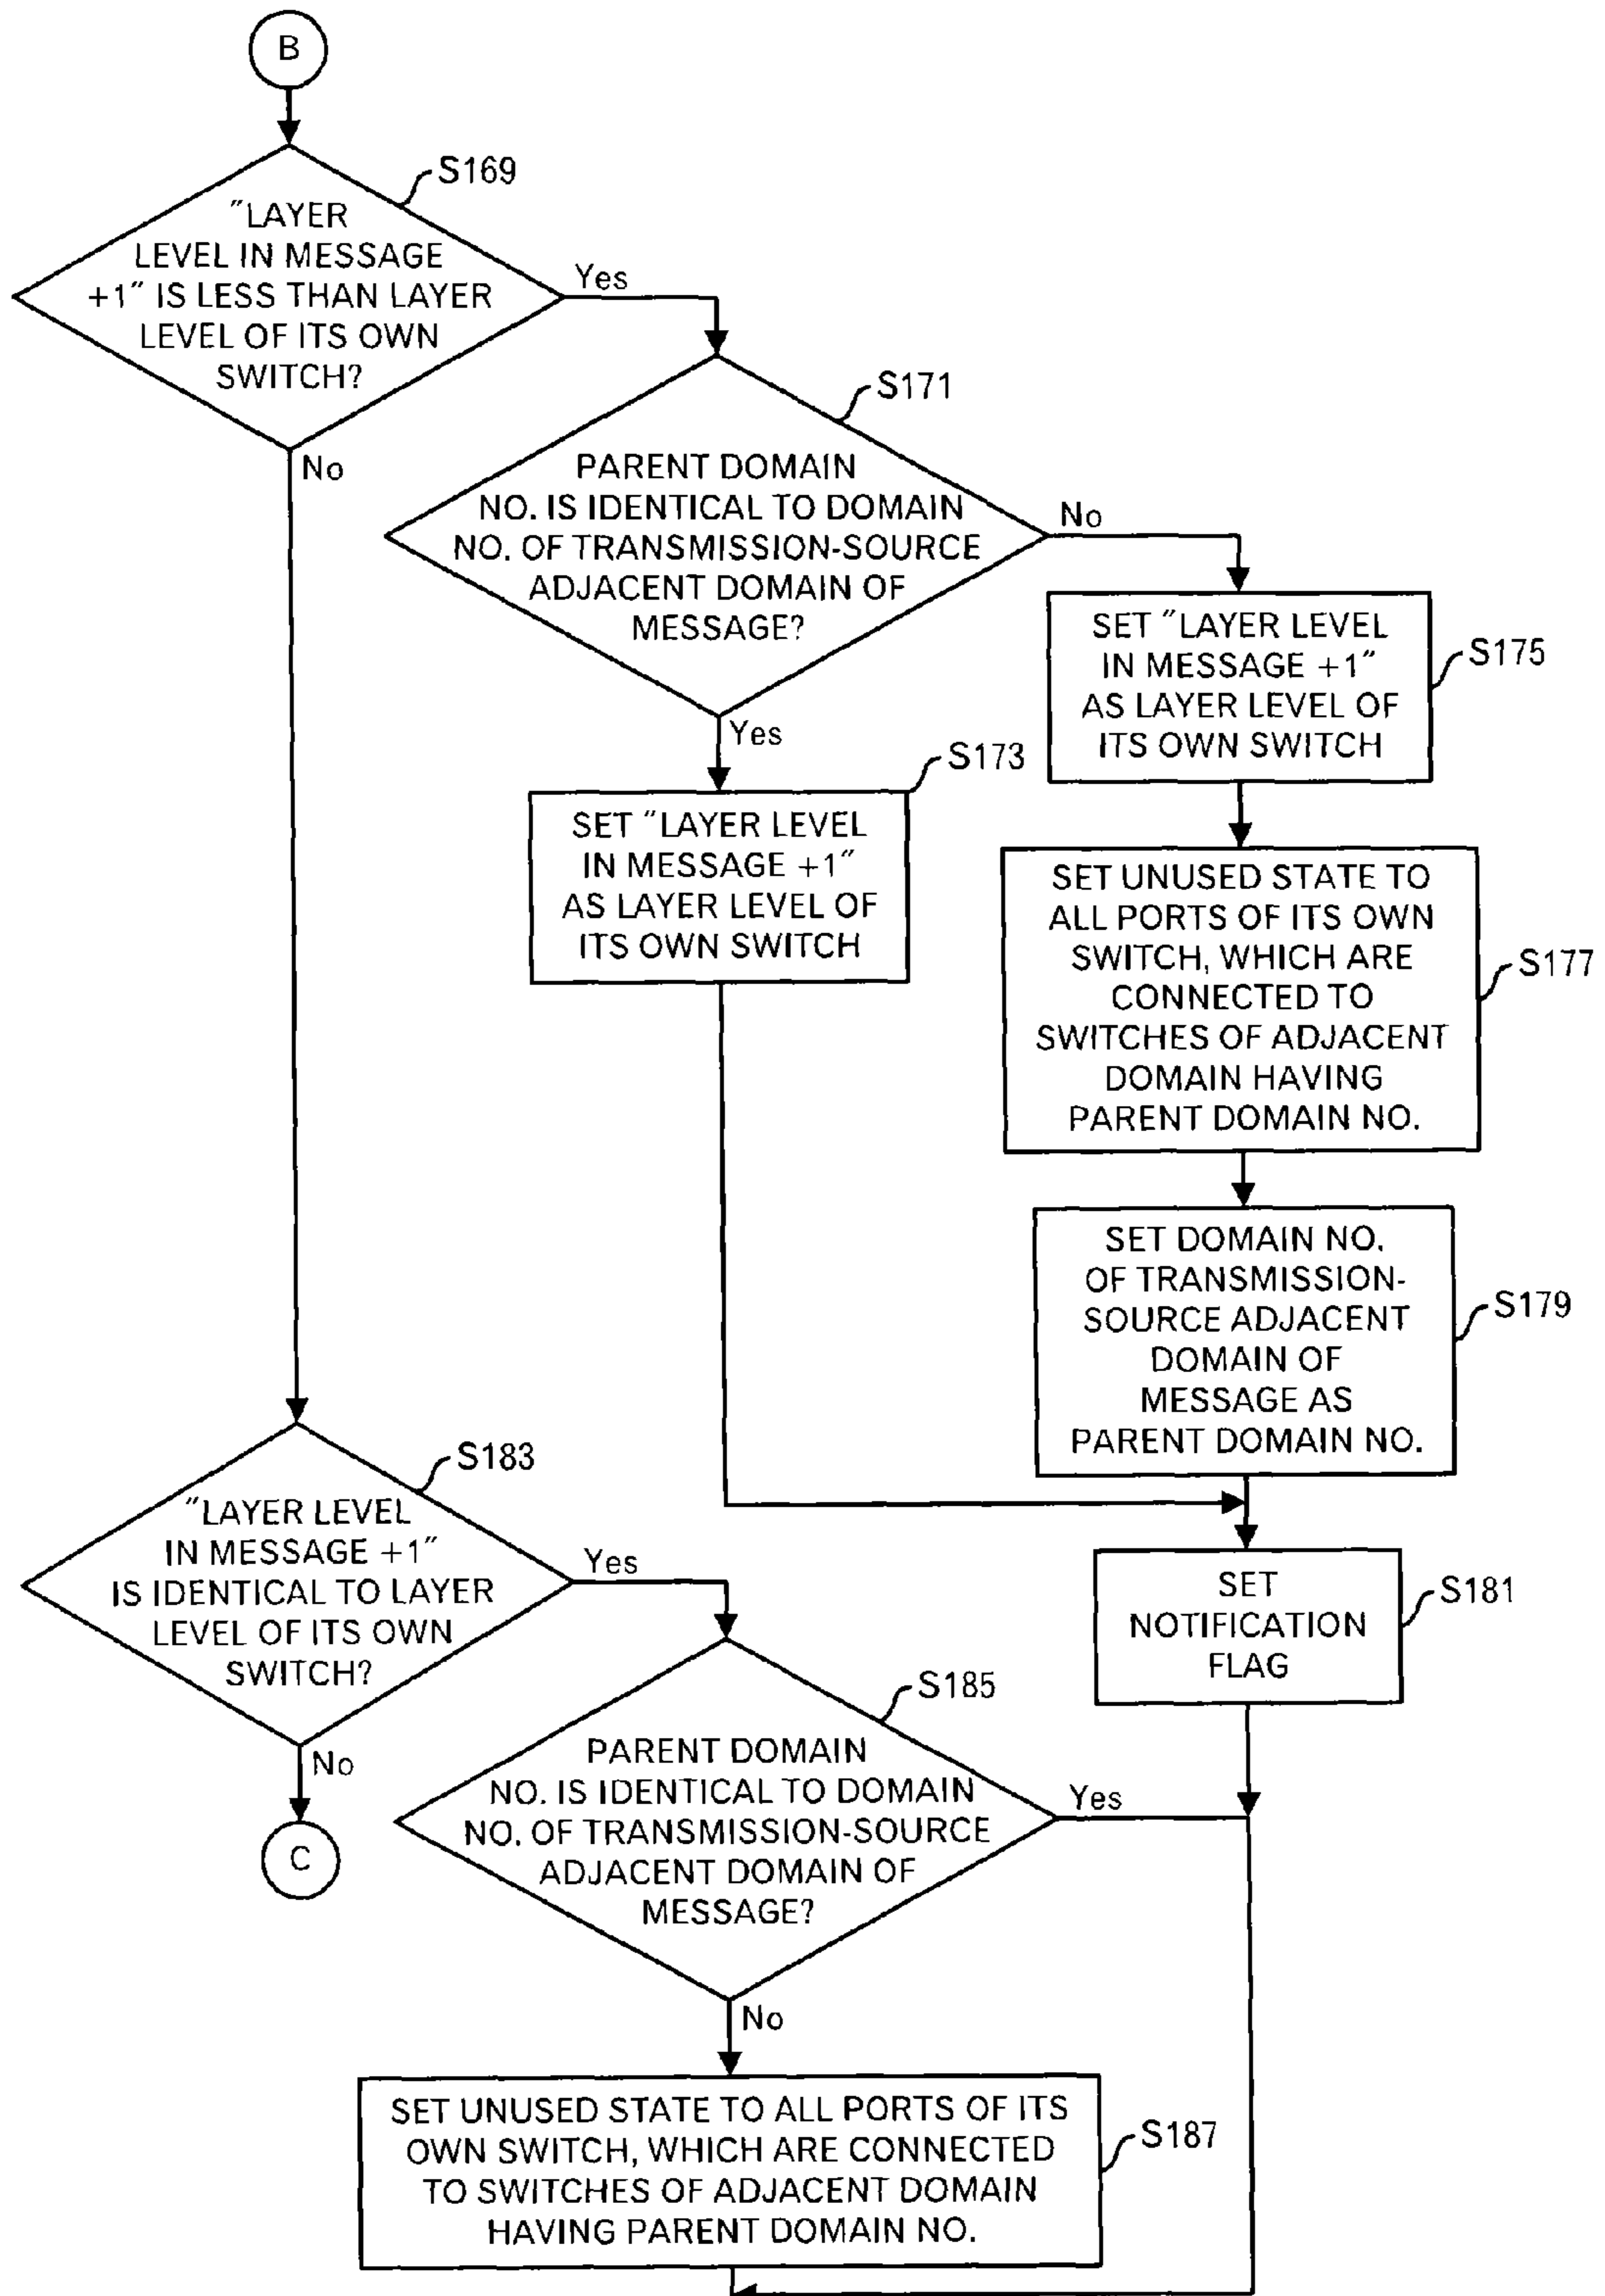 B
S169
"LAYER
LEVEL IN MESSAGE
+1" IS LESS THAN LAYER
LEVEL OF ITS OWN
SWITCH?
Yes
No
S171
PARENT DOMAIN
NO. IS IDENTICAL TO DOMAIN
NO. OF TRANSMISSION-SOURCE
ADJACENT DOMAIN OF
MESSAGE?
No
Yes
S175
SET "LAYER LEVEL
IN MESSAGE +1"
AS LAYER LEVEL OF
ITS OWN SWITCH
S173
SET "LAYER LEVEL
IN MESSAGE +1"
AS LAYER LEVEL OF
ITS OWN SWITCH
S177
SET UNUSED STATE TO
ALL PORTS OF ITS OWN
SWITCH, WHICH ARE
CONNECTED TO
SWITCHES OF ADJACENT
DOMAIN HAVING
PARENT DOMAIN NO.
S179
SET DOMAIN NO.
OF TRANSMISSION-
SOURCE ADJACENT
DOMAIN OF
MESSAGE AS
PARENT DOMAIN NO.
S181
SET
NOTIFICATION
FLAG
S183
"LAYER LEVEL
IN MESSAGE +1"
IS IDENTICAL TO LAYER
LEVEL OF ITS OWN
SWITCH?
Yes
No
C
S185
PARENT DOMAIN
NO. IS IDENTICAL TO DOMAIN
NO. OF TRANSMISSION-SOURCE
ADJACENT DOMAIN OF
MESSAGE?
Yes
No
S187
SET UNUSED STATE TO ALL PORTS OF ITS
OWN SWITCH, WHICH ARE CONNECTED
TO SWITCHES OF ADJACENT DOMAIN
HAVING PARENT DOMAIN NO.